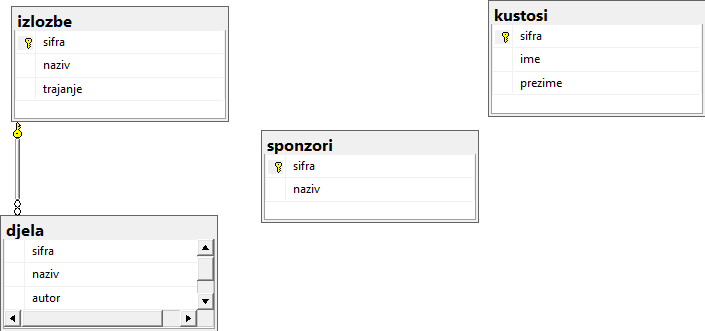 izlozbe
sifra
naziv
trajanje
kustosi
sifra
ime
prezime
sponzori
sifra
naziv
djela
sifra
naziv
autor